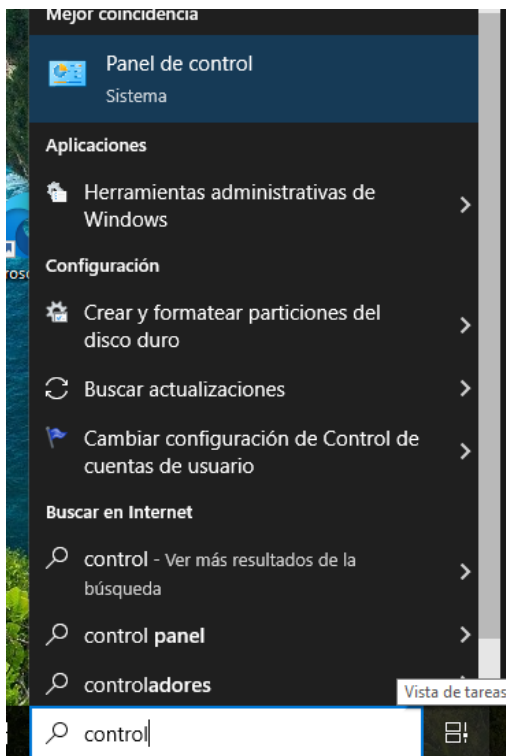 Mejor coincidencia
Panel de control
Sistema
Aplicaciones
Herramientas administrativas de
Windows
Configuración
Crear y formatear particiones del
disco duro
Buscar actualizaciones
Cambiar configuración de Control de
cuentas de usuario
Buscar en Internet
control - Ver más resultados de la
búsqueda
control panel
controladores
Vista de tareas
control